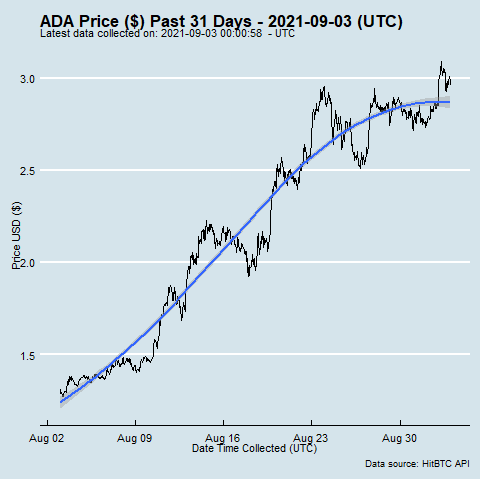 ADA Price ($) Past 31 Days - 2021-09-03 (UTC)
Latest data collected on: 2021-09-03 00:00:58 - UTC
Price USD ($)
3.0
2.5
2.0
1.5
Aug 02
Aug 09
Aug 16
Aug 23
Aug 30
Date Time Collected (UTC)
Data source: HitBTC API